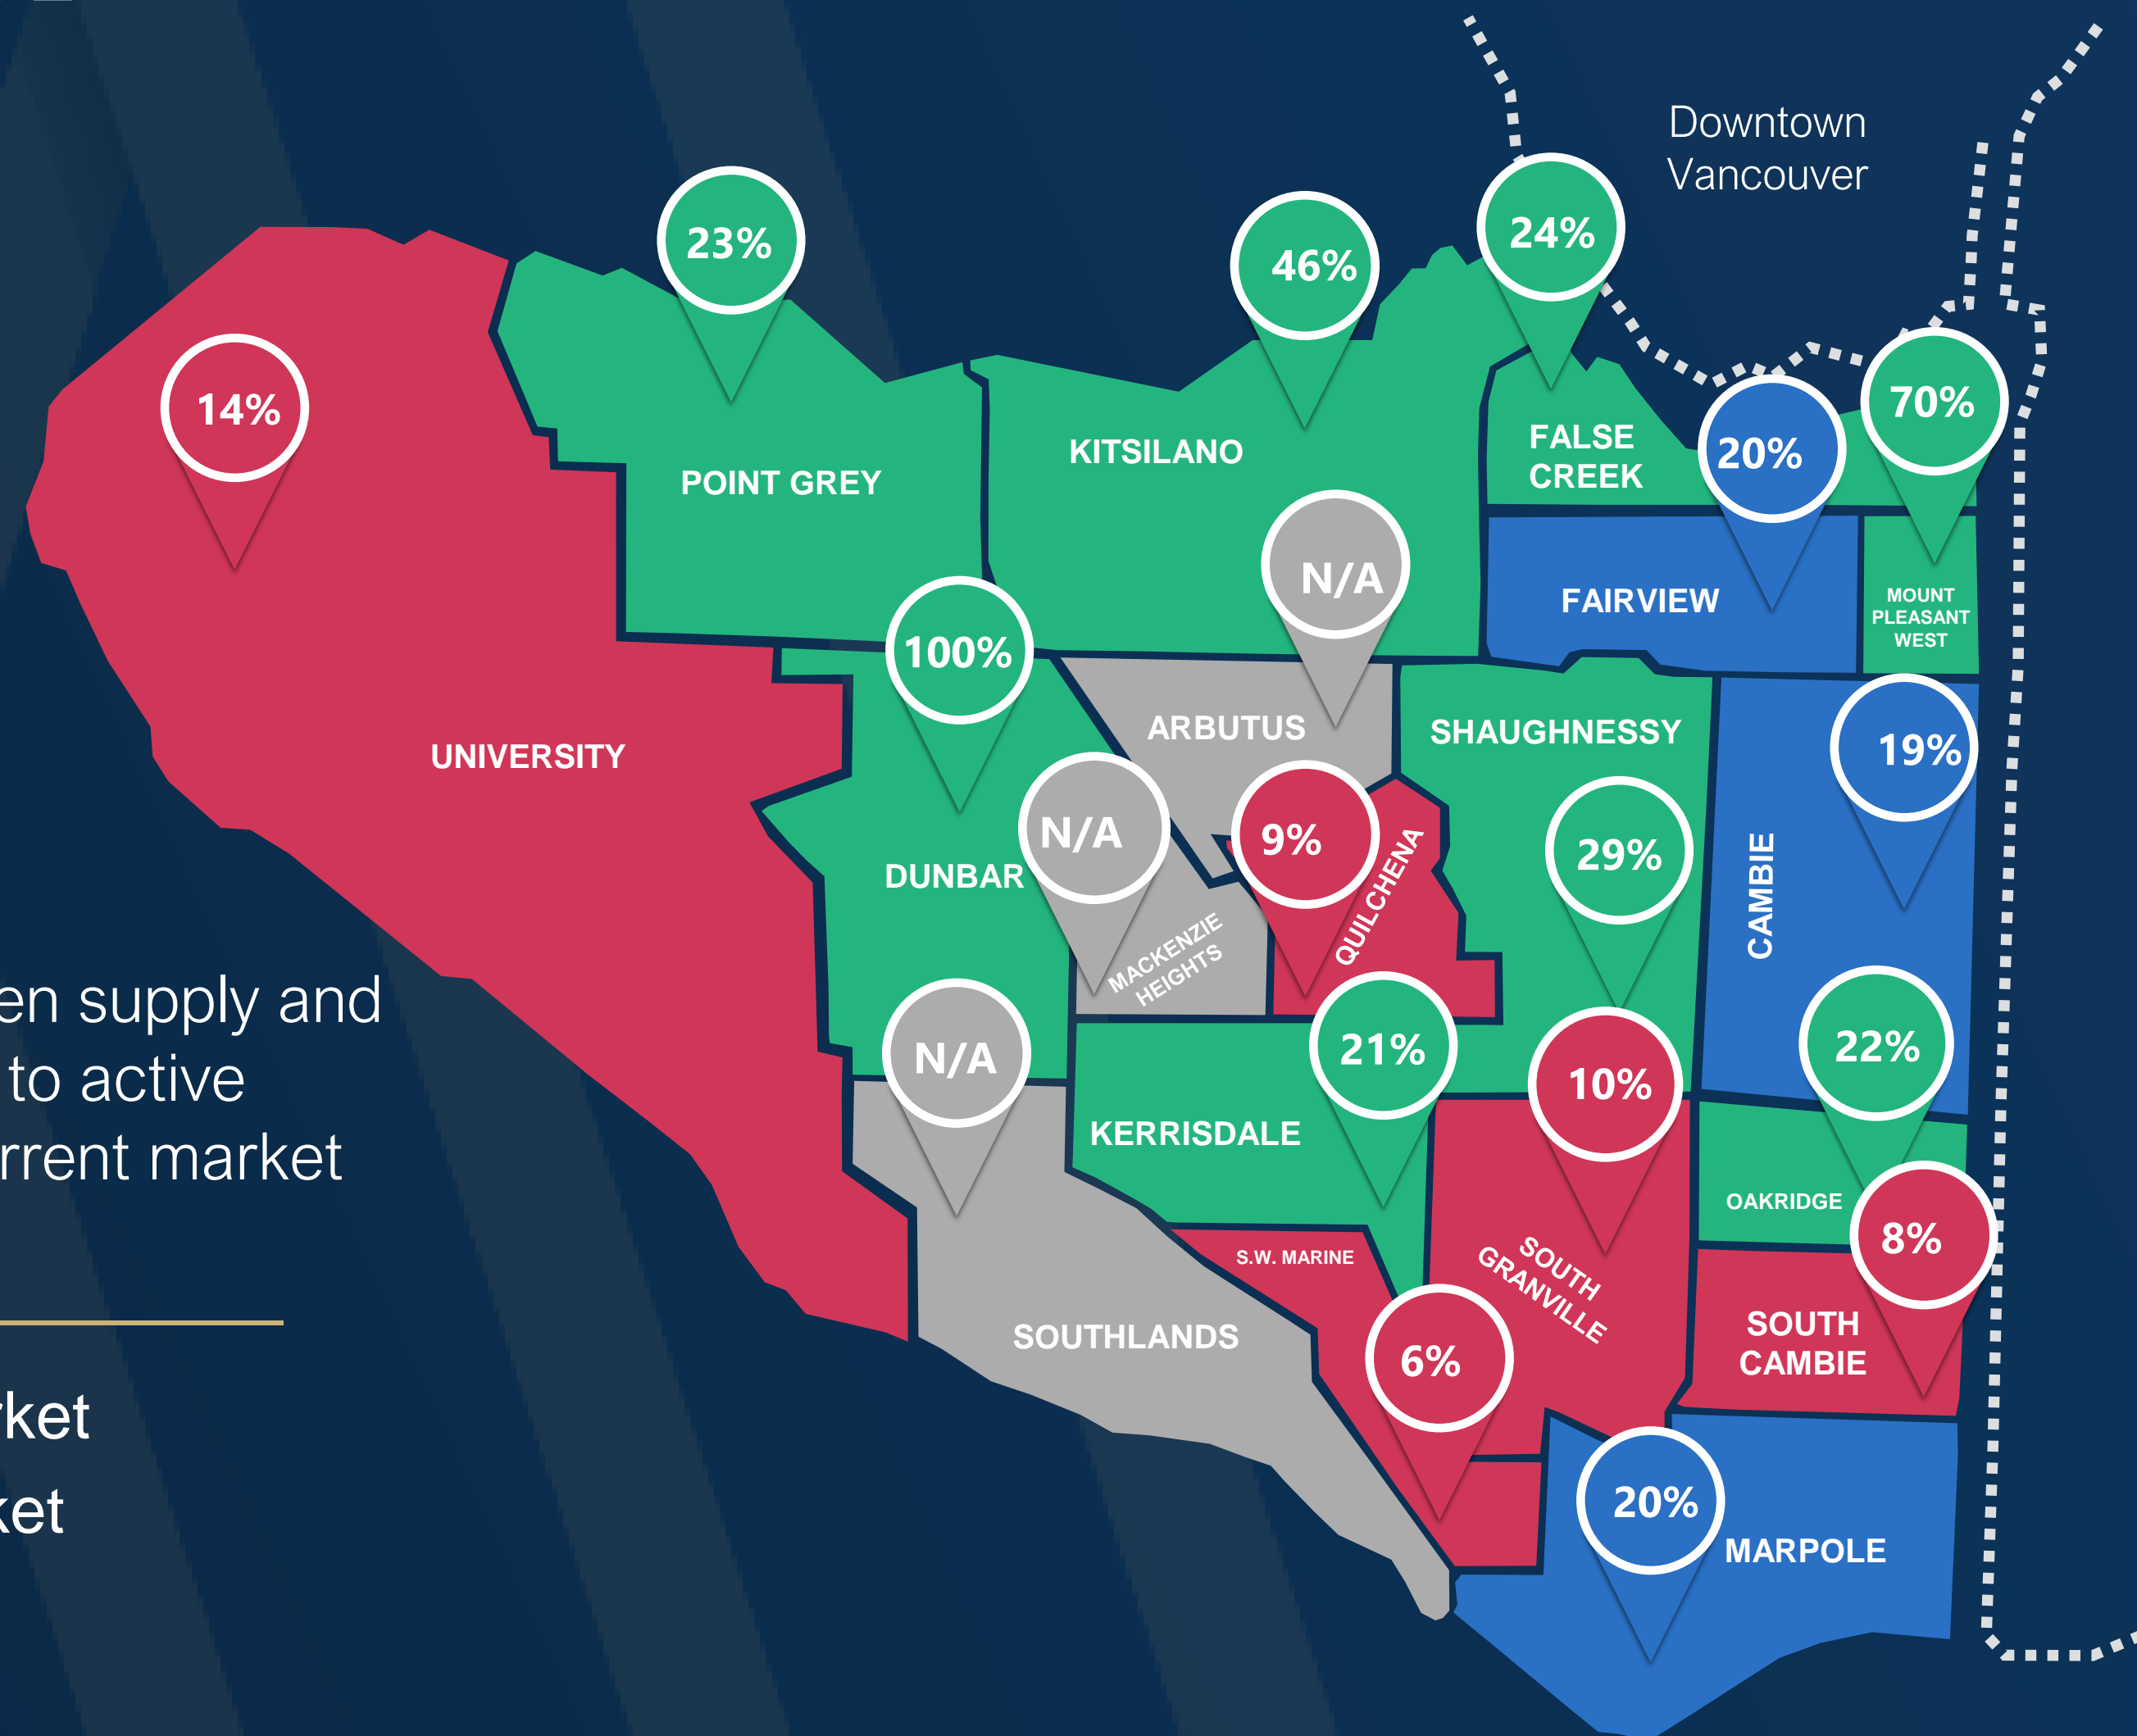 Downtown
Vancouver
23%
46%
24%
14%
20%
70%
KITSILANO
FALSE
CREEK
POINT GREY
N/A
FAIRVIEW
MOUNT
PLEASANT
WEST
100%
ARBUTUS
SHAUGHNESSY
UNIVERSITY
19%
N/A
9%
29%
DUNBAR
QUILCHENA
CAMBIE
MACKENZIE
HEIGHTS
en supply and
to active
rrent market
N/A
21%
10%
22%
KERRISDALE
OAKRIDGE
8%
S.W. MARINE
SOUTH
GRANVILLE
SOUTHLANDS
6%
SOUTH
CAMBIE
rket
ket
20%
MARPOLE